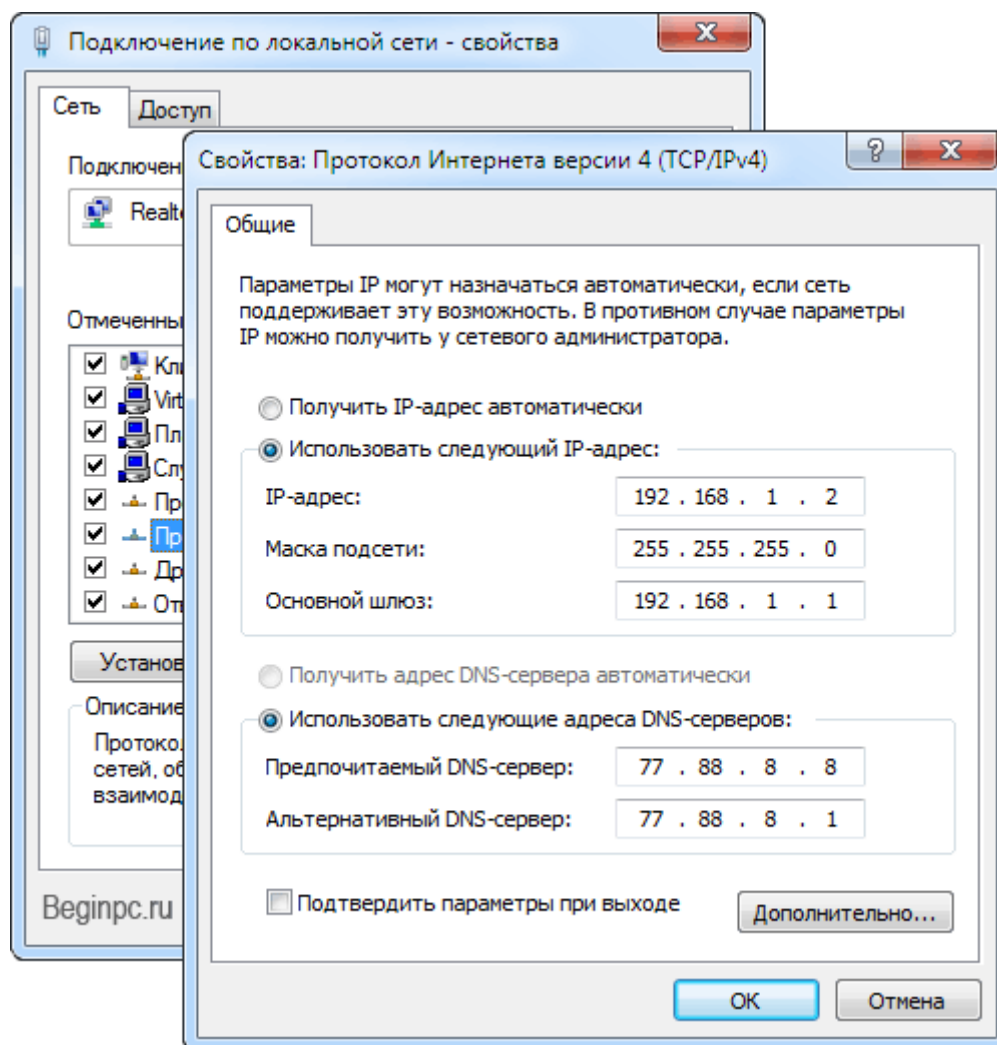 Подключение по локальной сети - свойства
Сеть
Доступ
Свойства: Протокол Интернета версии 4 (TCP/IPv4)
Общие
Параметры IP могут назначаться автоматически, если сеть
поддерживает эту возможность. В противном случае параметры
IP можно получить у сетевого администратора.
Получить IP-адрес автоматически
Использовать следующий IP-адрес:
IP-адрес: 192 . 168 . 1 . 2
Маска подсети: 255 . 255 . 255 . 0
Основной шлюз: 192 . 168 . 1 . 1
Получить адрес DNS-сервера автоматически
Использовать следующие адреса DNS-серверов:
Предпочитаемый DNS-сервер: 77 . 88 . 8 . 8
Альтернативный DNS-сервер: 77 . 88 . 8 . 1
Подтвердить параметры при выходе
Дополнительно...
OK
Отмена
Описание
сетей, об
Beginpc.ru